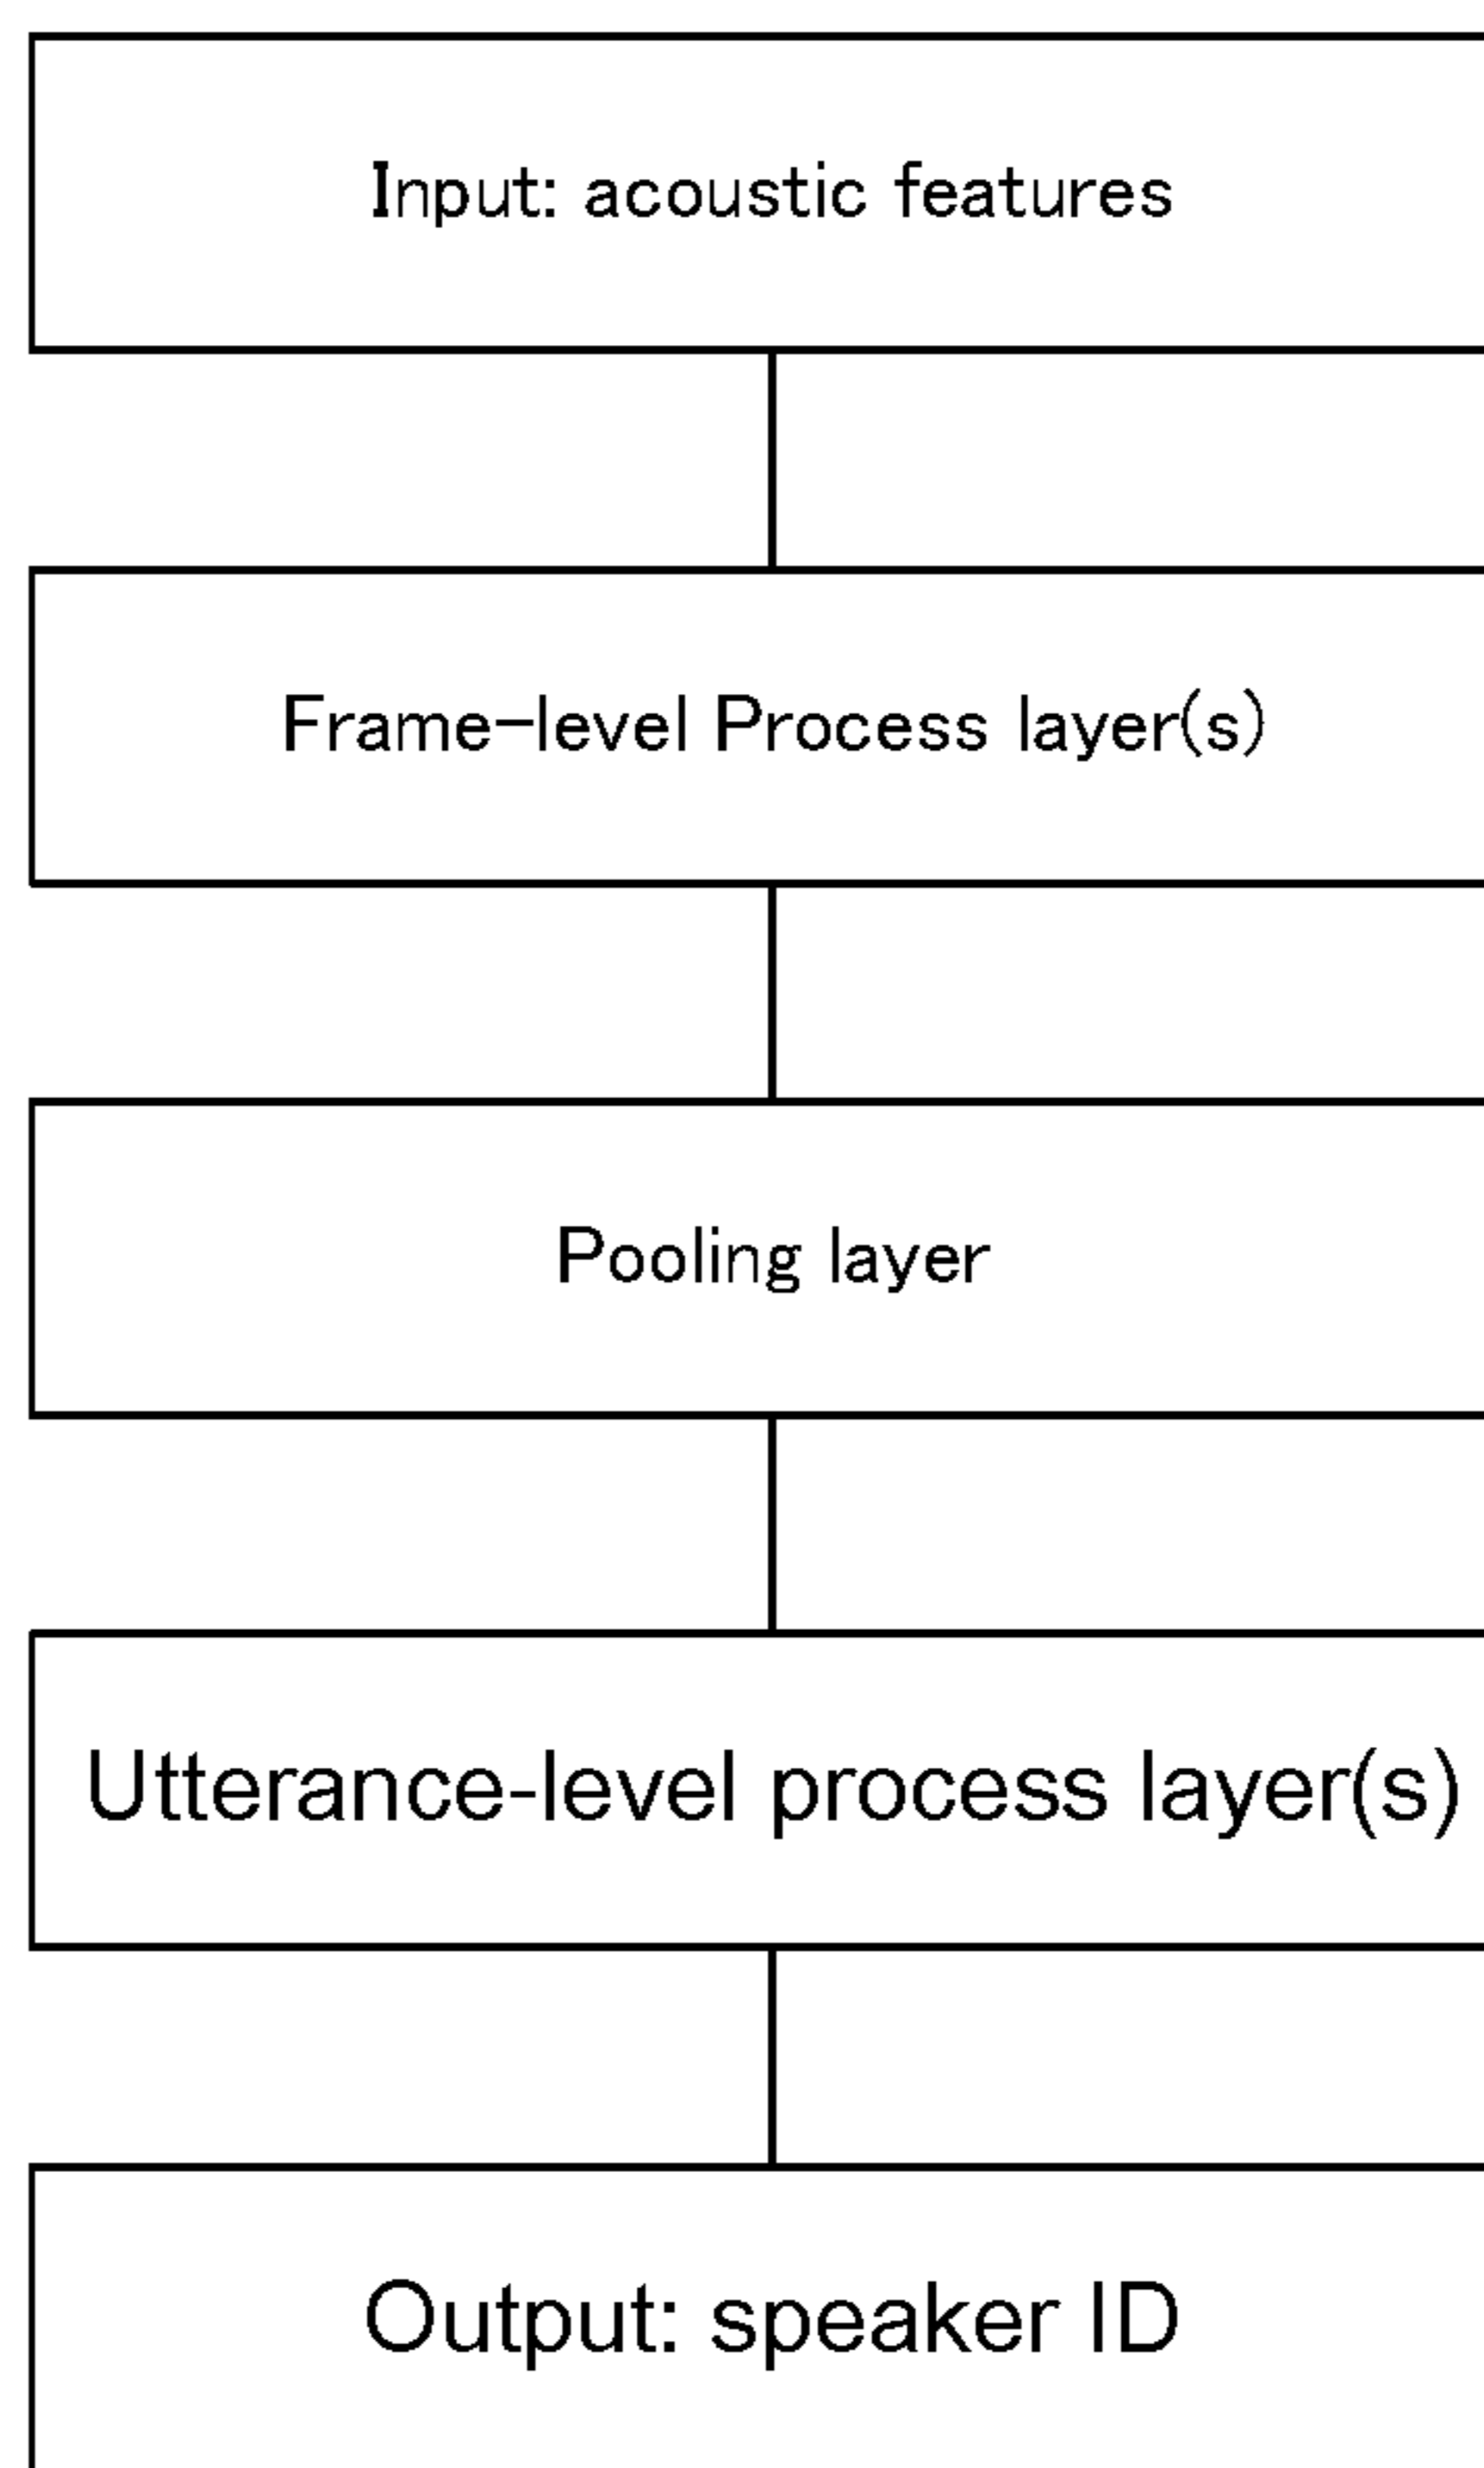 Input: acoustic features
Frame-level Process layer(s)
Pooling layer
Utterance-level process layer(s)
Output: speaker ID